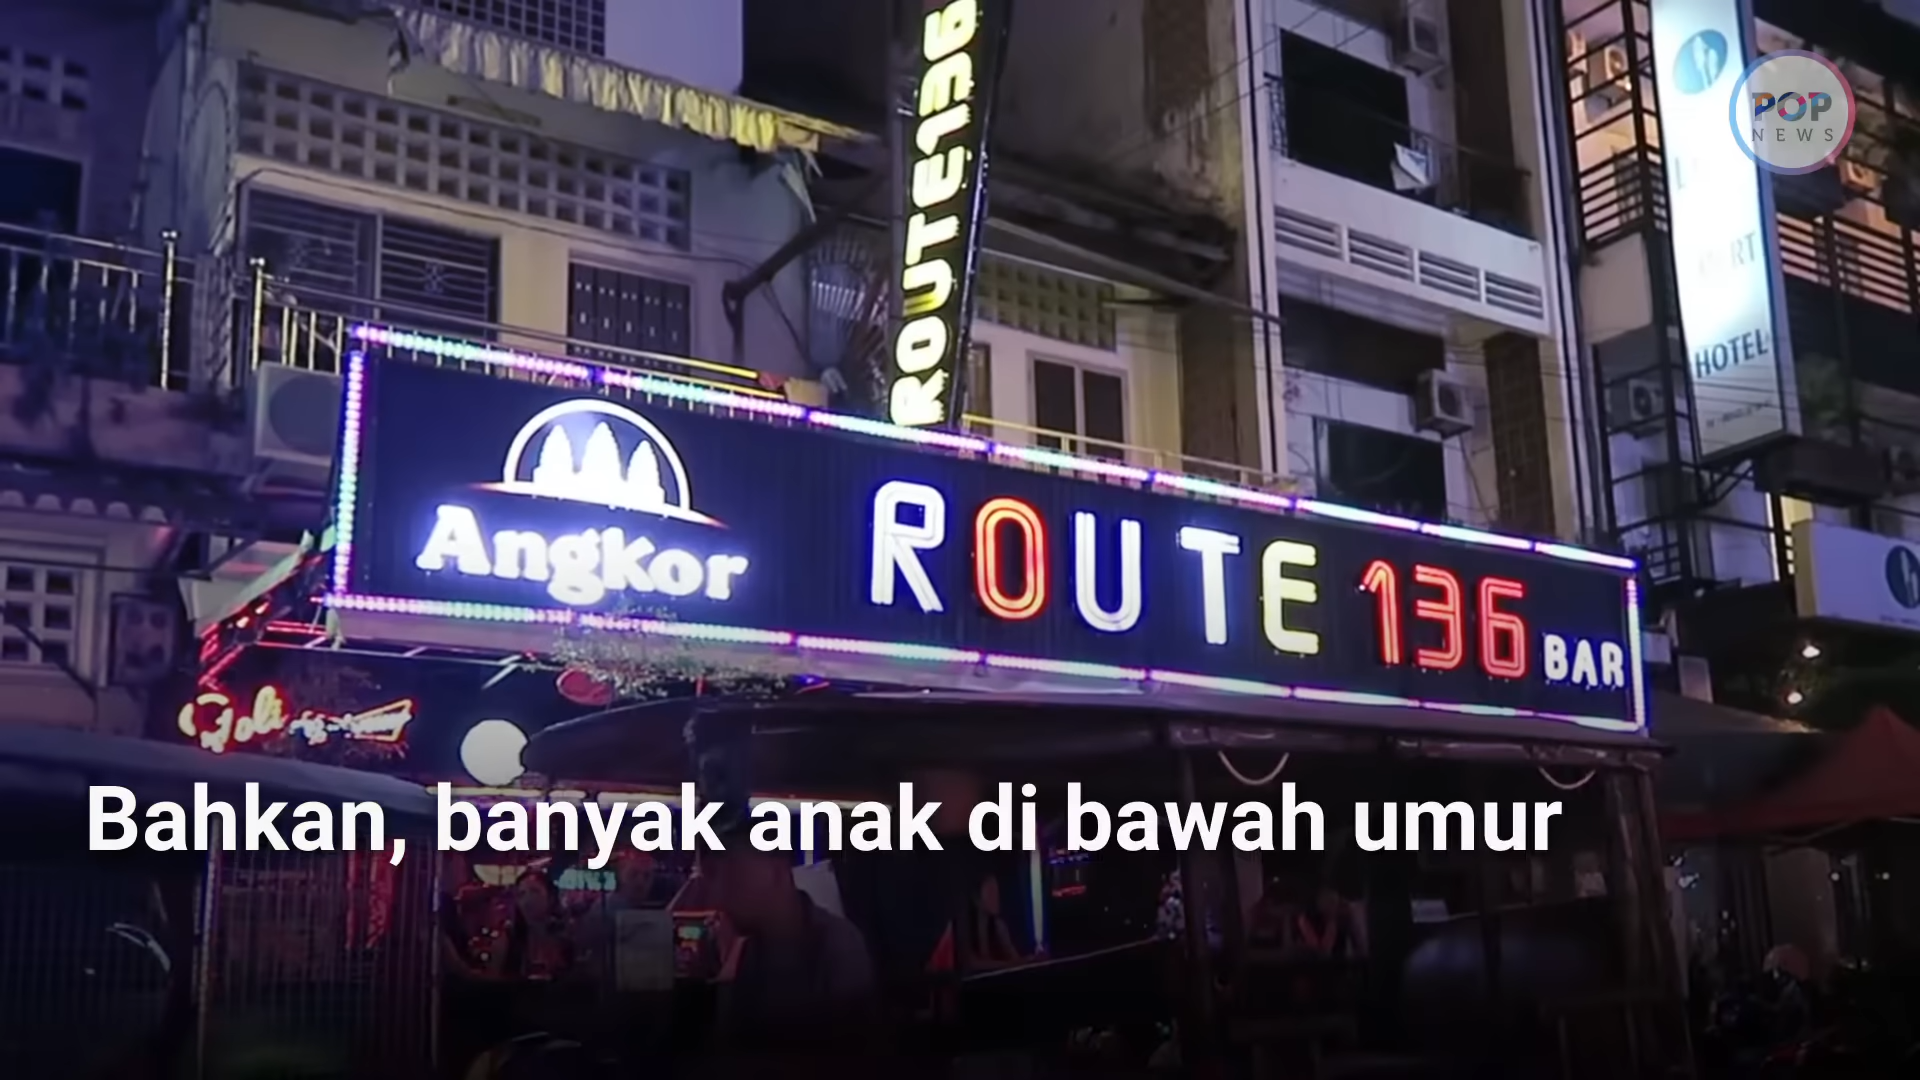 ROUTE136
POP
NEWS
HOTEL
Angkor
ROUTE 136 BAR
Bahkan, banyak anak di bawah umur